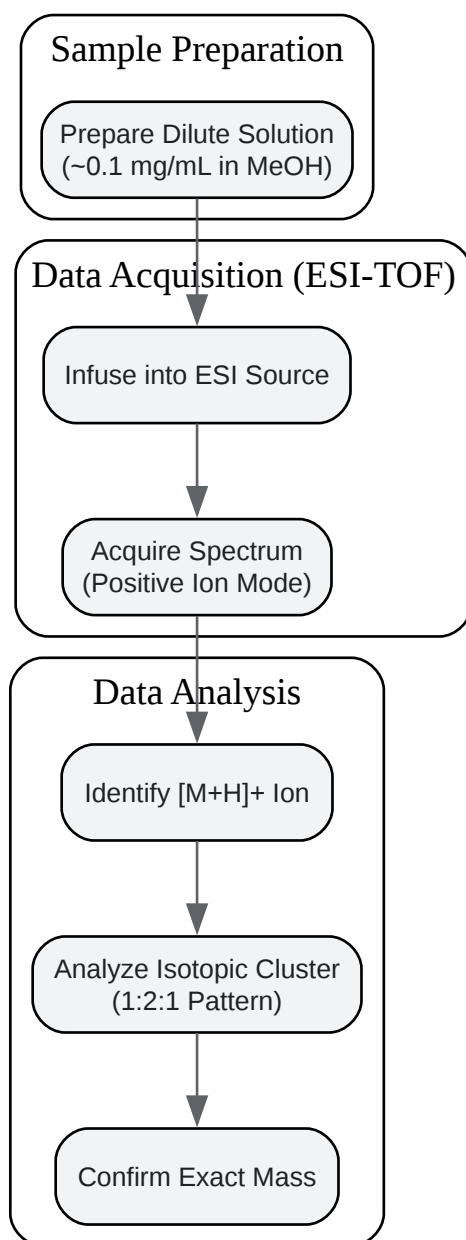 Sample Preparation
Prepare Dilute Solution
(~0.1 mg/mL in MeOH)
Data Acquisition (ESI-TOF)
Infuse into ESI Source
Acquire Spectrum
(Positive Ion Mode)
Data Analysis
Identify [M+H]+ Ion
Analyze Isotopic Cluster
(1:2:1 Pattern)
Confirm Exact Mass